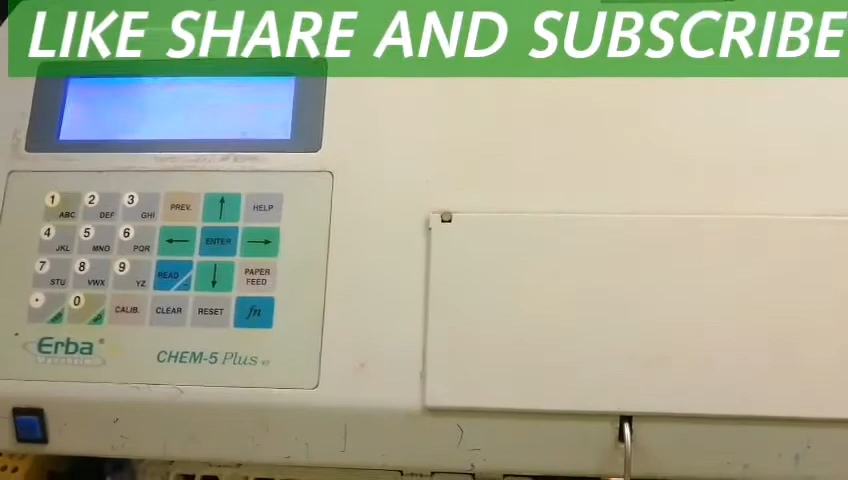 LIKE SHARE AND SUBSCRIBE
1 ABC 2 DEF 3 GHI PREV. ↑ HELP
4 JKL 5 MNO 6 PQR ← ENTER →
7 STU 8 VWX 9 YZ READ ↓ PAPER FEED
. 0 CALIB. CLEAR RESET fn
Erba
CHEM-5 Plus